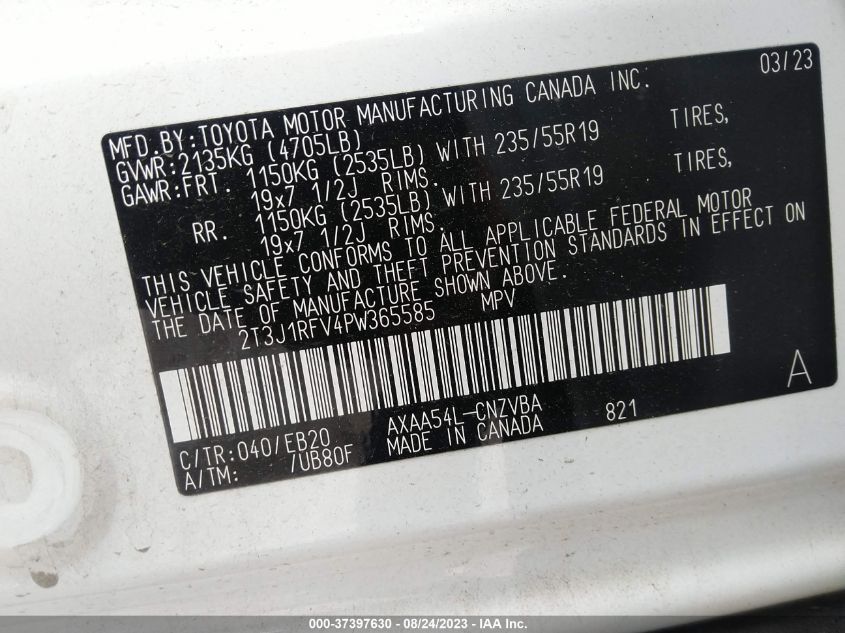 03/23
MFD.BY:TOYOTA MOTOR MANUFACTURING CANADA INC.
GVWR:2135KG (4705LB)
GAWR:FRT. 1150KG (2535LB) WITH 235/55R19 TIRES,
19x7 1/2J RIMS.
RR. 1150KG (2535LB) WITH 235/55R19 TIRES,
19x7 1/2J RIMS.
THIS VEHICLE CONFORMS TO ALL APPLICABLE FEDERAL MOTOR
VEHICLE SAFETY AND THEFT PREVENTION STANDARDS IN EFFECT ON
THE DATE OF MANUFACTURE SHOWN ABOVE.
2T3J1RFV4PW365585 MPV
A
C/TR:040/EB20 AXAA54L-CNZVBA 821
A/TM: /UB80F MADE IN CANADA
000-37397630 - 08/24/2023 - IAA Inc.